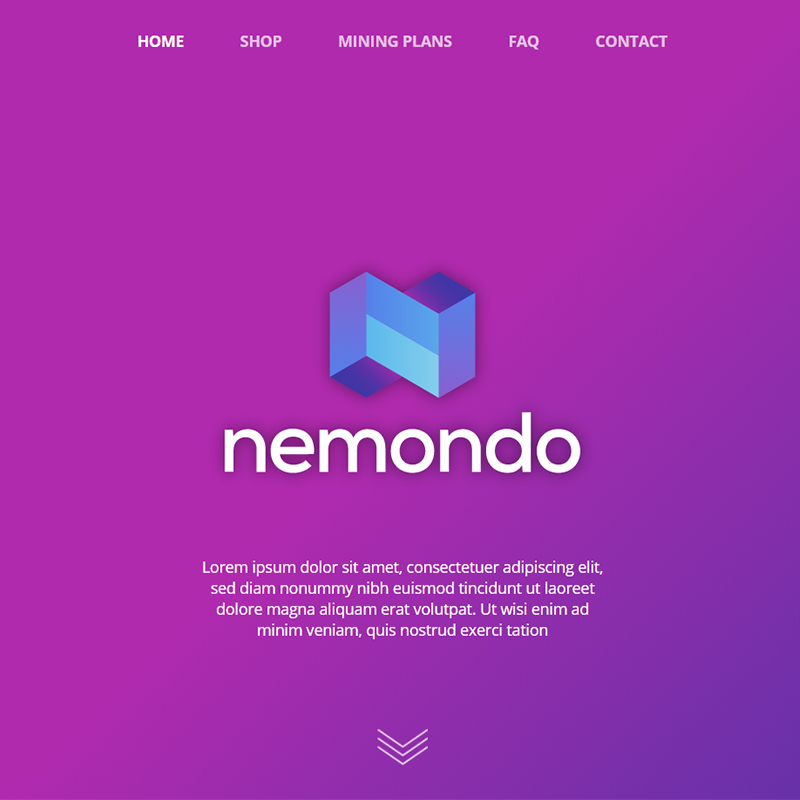 HOME SHOP MINING PLANS FAQ CONTACT
nemondo
Lorem ipsum dolor sit amet, consectetuer adipiscing elit,
sed diam nonummy nibh euismod tincidunt ut laoreet
dolore magna aliquam erat volutpat. Ut wisi enim ad
minim veniam, quis nostrud exerci tation